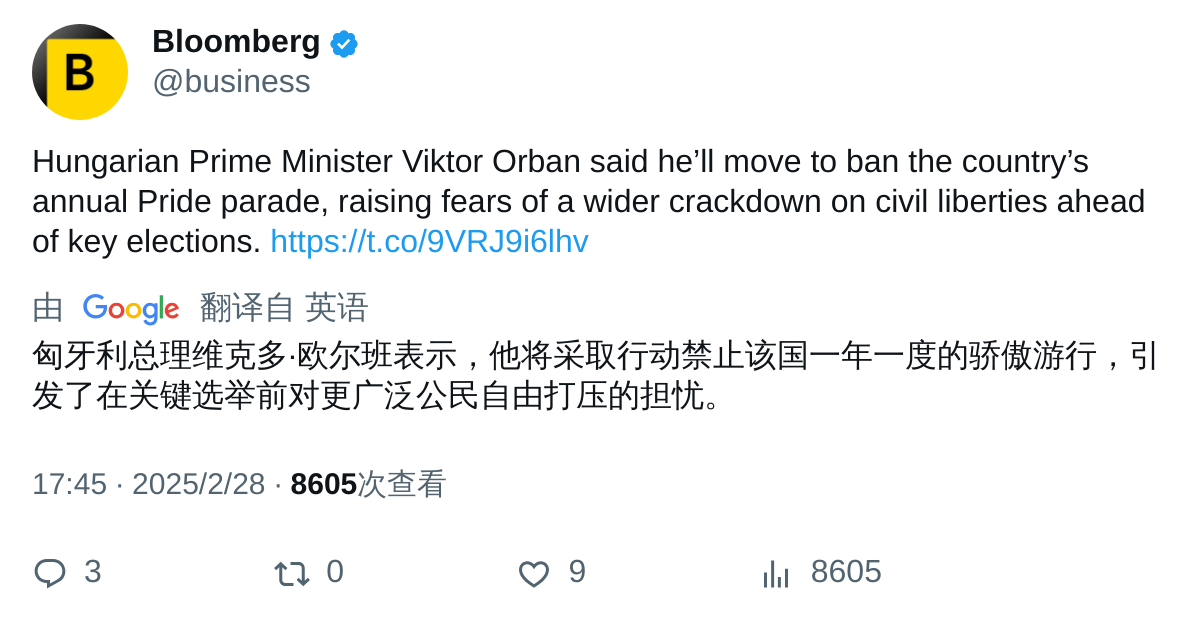 B
Bloomberg
@business
Hungarian Prime Minister Viktor Orban said he’ll move to ban the country’s
annual Pride parade, raising fears of a wider crackdown on civil liberties ahead
of key elections. https://t.co/9VRJ9i6lhv
由 Google 翻译自 英语
匈牙利总理维克多·欧尔班表示，他将采取行动禁止该国一年一度的骄傲游行，引
发了在关键选举前对更广泛公民自由打压的担忧。
17:45 · 2025/2/28 · 8605次查看
3 0 9 8605